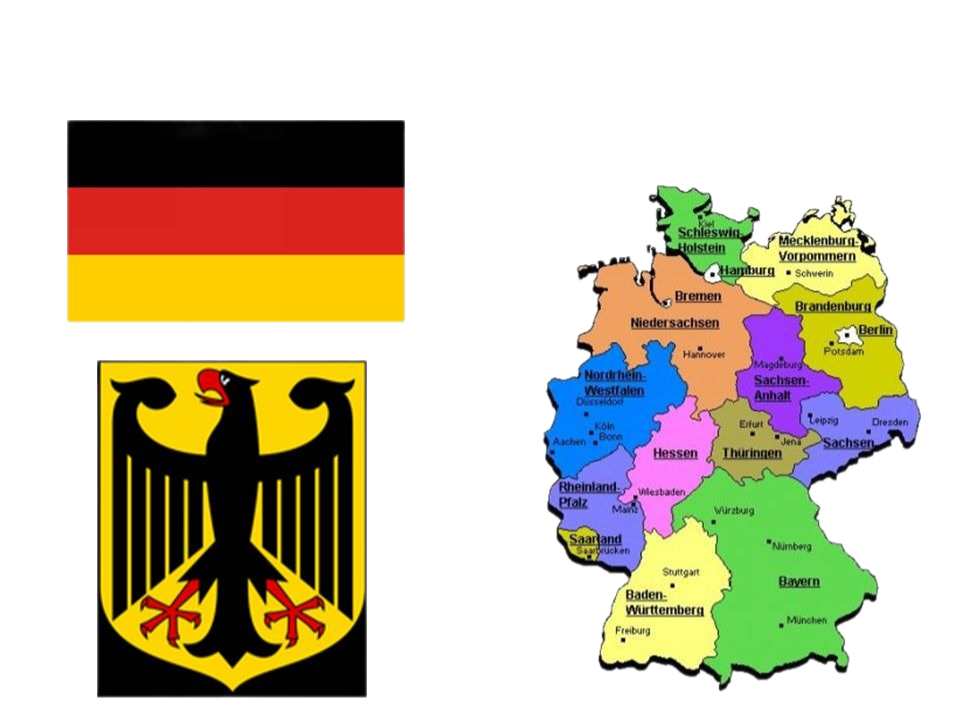 Kiel
Schleswig-
Holstein
Mecklenburg-
Vorpommern
Hamburg
Schwerin
Bremen
Brandenburg
Niedersachsen
Berlin
Hannover
Potsdam
Magdeburg
Nordrhein-
Westfalen
Sachsen-
Anhalt
Düsseldorf
Köln
Bonn
Aachen
Erfurt
Leipzig
Dresden
Jena
Sachsen
Hessen
Thüringen
Rheinland-
Pfalz
Wiesbaden
Mainz
Würzburg
Saarland
Saarbrücken
Nürnberg
Stuttgart
Bayern
Baden-
Württemberg
München
Freiburg